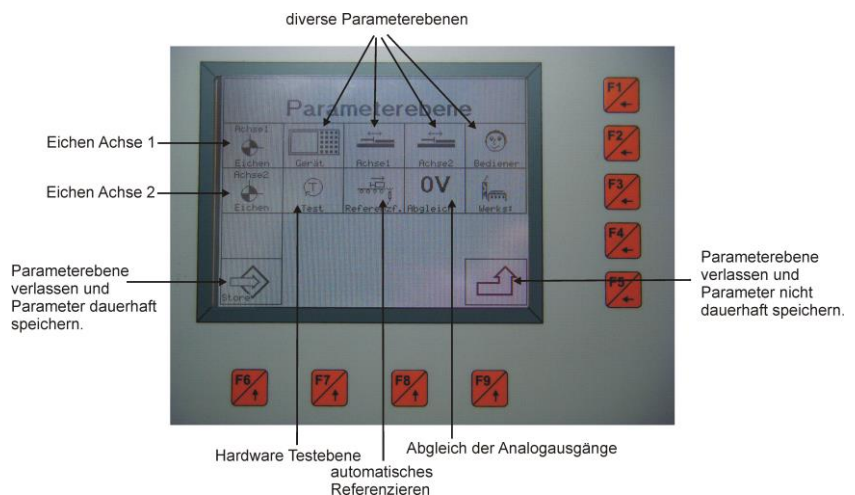 diverse Parameterebenen
Parameterebene
Eichen Achse 1
Achse1
Eichen
Gerät
Achse1
Achse2
Bediener
Eichen Achse 2
Achse2
Eichen
Test
Referenzf.
0V
Abgleich
Parameterebene
verlassen und
Parameter dauerhaft
speichern.
Store
Parameterebene
verlassen und
Parameter nicht
dauerhaft speichern.
F1
F2
F3
F4
F5
F6
F7
F8
F9
Hardware Testebene
automatisches
Referenzieren
Abgleich der Analogausgänge